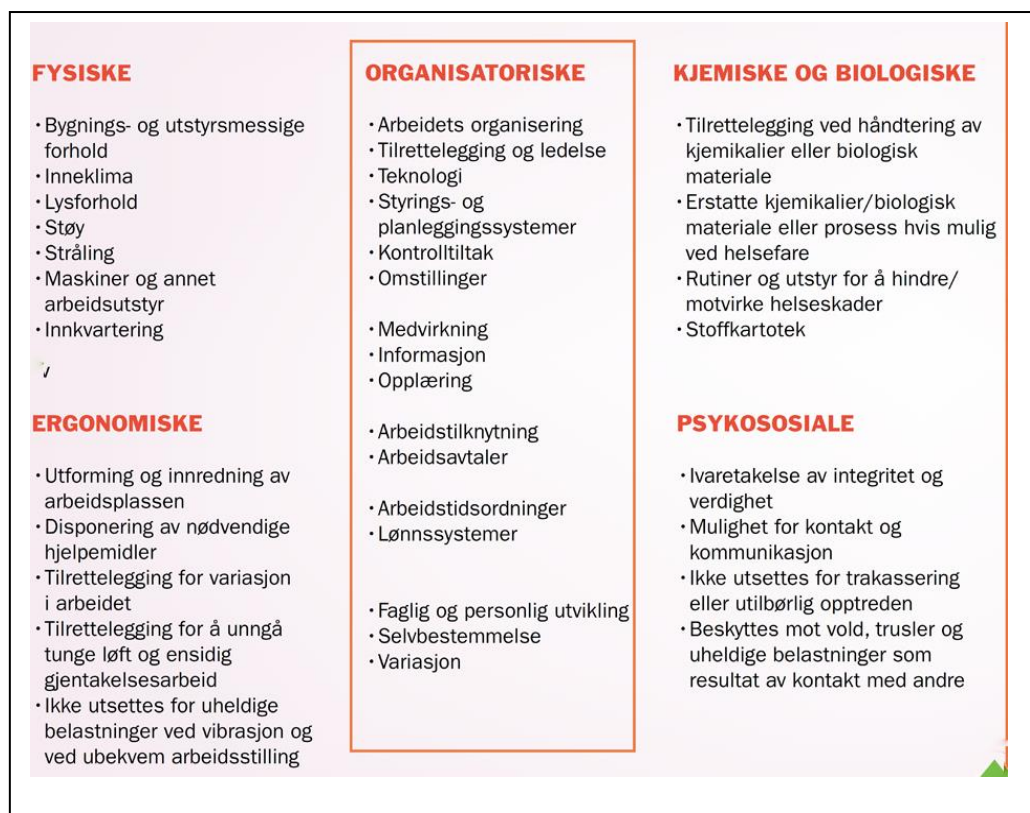 FYSISKE
· Bygnings- og utstyrsmessige
forhold
· Inneklima
· Lysforhold
· Støy
· Stråling
· Maskiner og annet
arbeidsutstyr
· Innkvartering
ERGONOMISKE
· Utforming og innredning av
arbeidsplassen
· Disponering av nødvendige
hjelpemidler
· Tilrettelegging for variasjon
i arbeidet
· Tilrettelegging for å unngå
tunge løft og ensidig
gjentakelsesarbeid
· Ikke utsettes for uheldige
belastninger ved vibrasjon og
ved ubekvem arbeidsstilling
ORGANISATORISKE
· Arbeidets organisering
· Tilrettelegging og ledelse
· Teknologi
· Styrings- og
planleggingssystemer
· Kontrolltiltak
· Omstillinger
· Medvirkning
· Informasjon
· Opplæring
· Arbeidstilknytning
· Arbeidsavtaler
· Arbeidstidsordninger
· Lønnssystemer
· Faglig og personlig utvikling
· Selvbestemmelse
· Variasjon
KJEMISKE OG BIOLOGISKE
· Tilrettelegging ved håndtering av
kjemikalier eller biologisk
materiale
· Erstatte kjemikalier/biologisk
materiale eller prosess hvis mulig
ved helsefare
· Rutiner og utstyr for å hindre/
motvirke helseskader
· Stoffkartotek
PSYKOSOSIALE
· Ivaretakelse av integritet og
verdighet
· Mulighet for kontakt og
kommunikasjon
· Ikke utsettes for trakassering
eller utilbørlig opptreden
· Beskyttes mot vold, trusler og
uheldige belastninger som
resultat av kontakt med andre